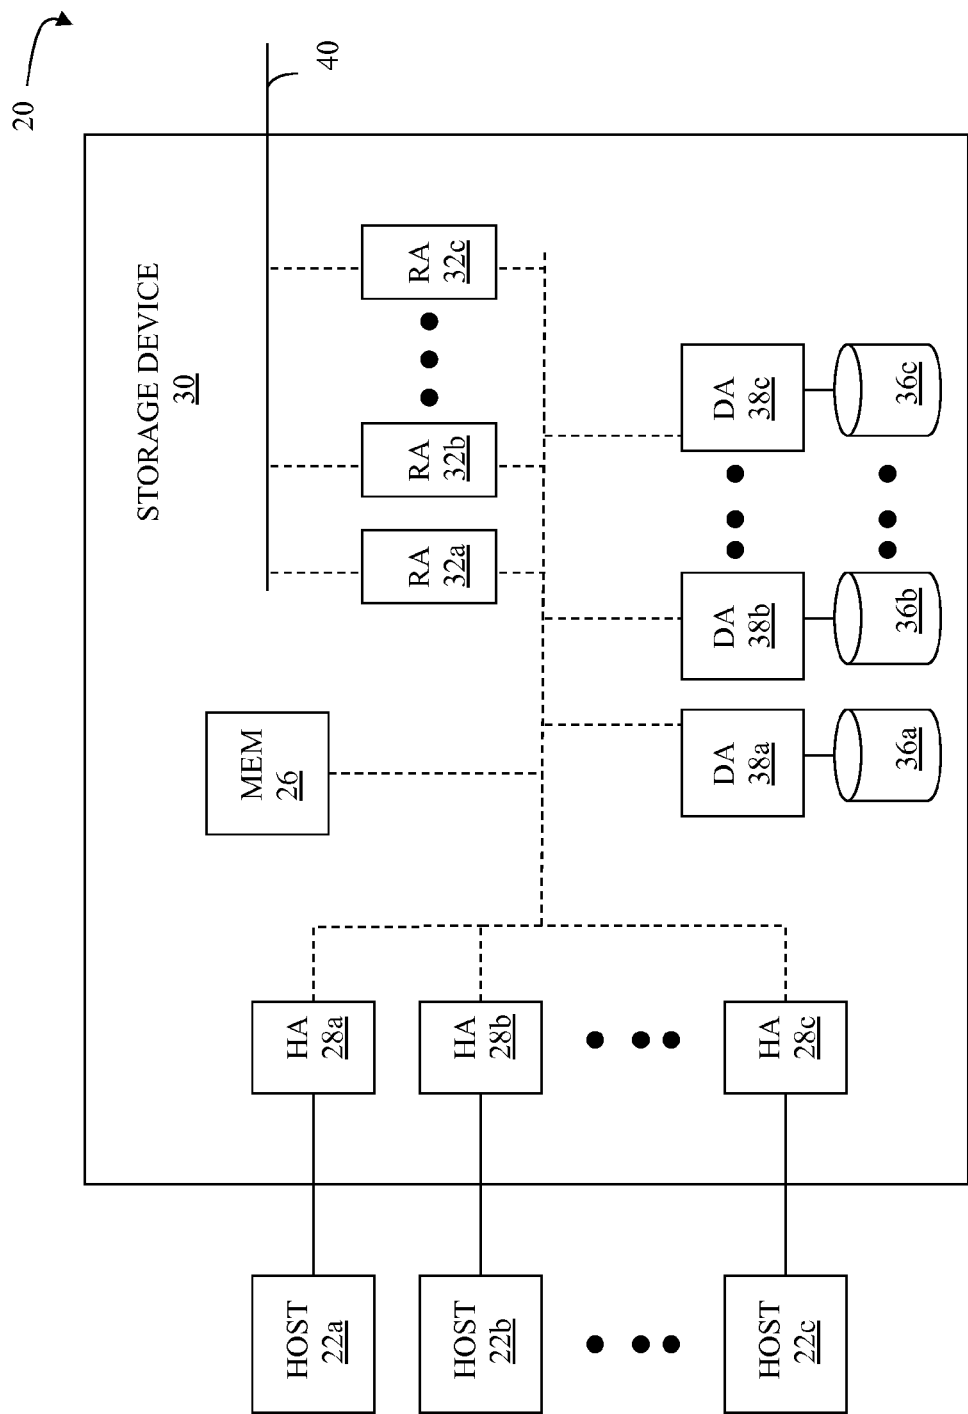 20
STORAGE DEVICE
30
40
HOST
22a
HOST
22b
HOST
22c
HA
28a
HA
28b
HA
28c
MEM
26
RA
32a
RA
32b
RA
32c
DA
38a
DA
38b
DA
38c
36a
36b
36c